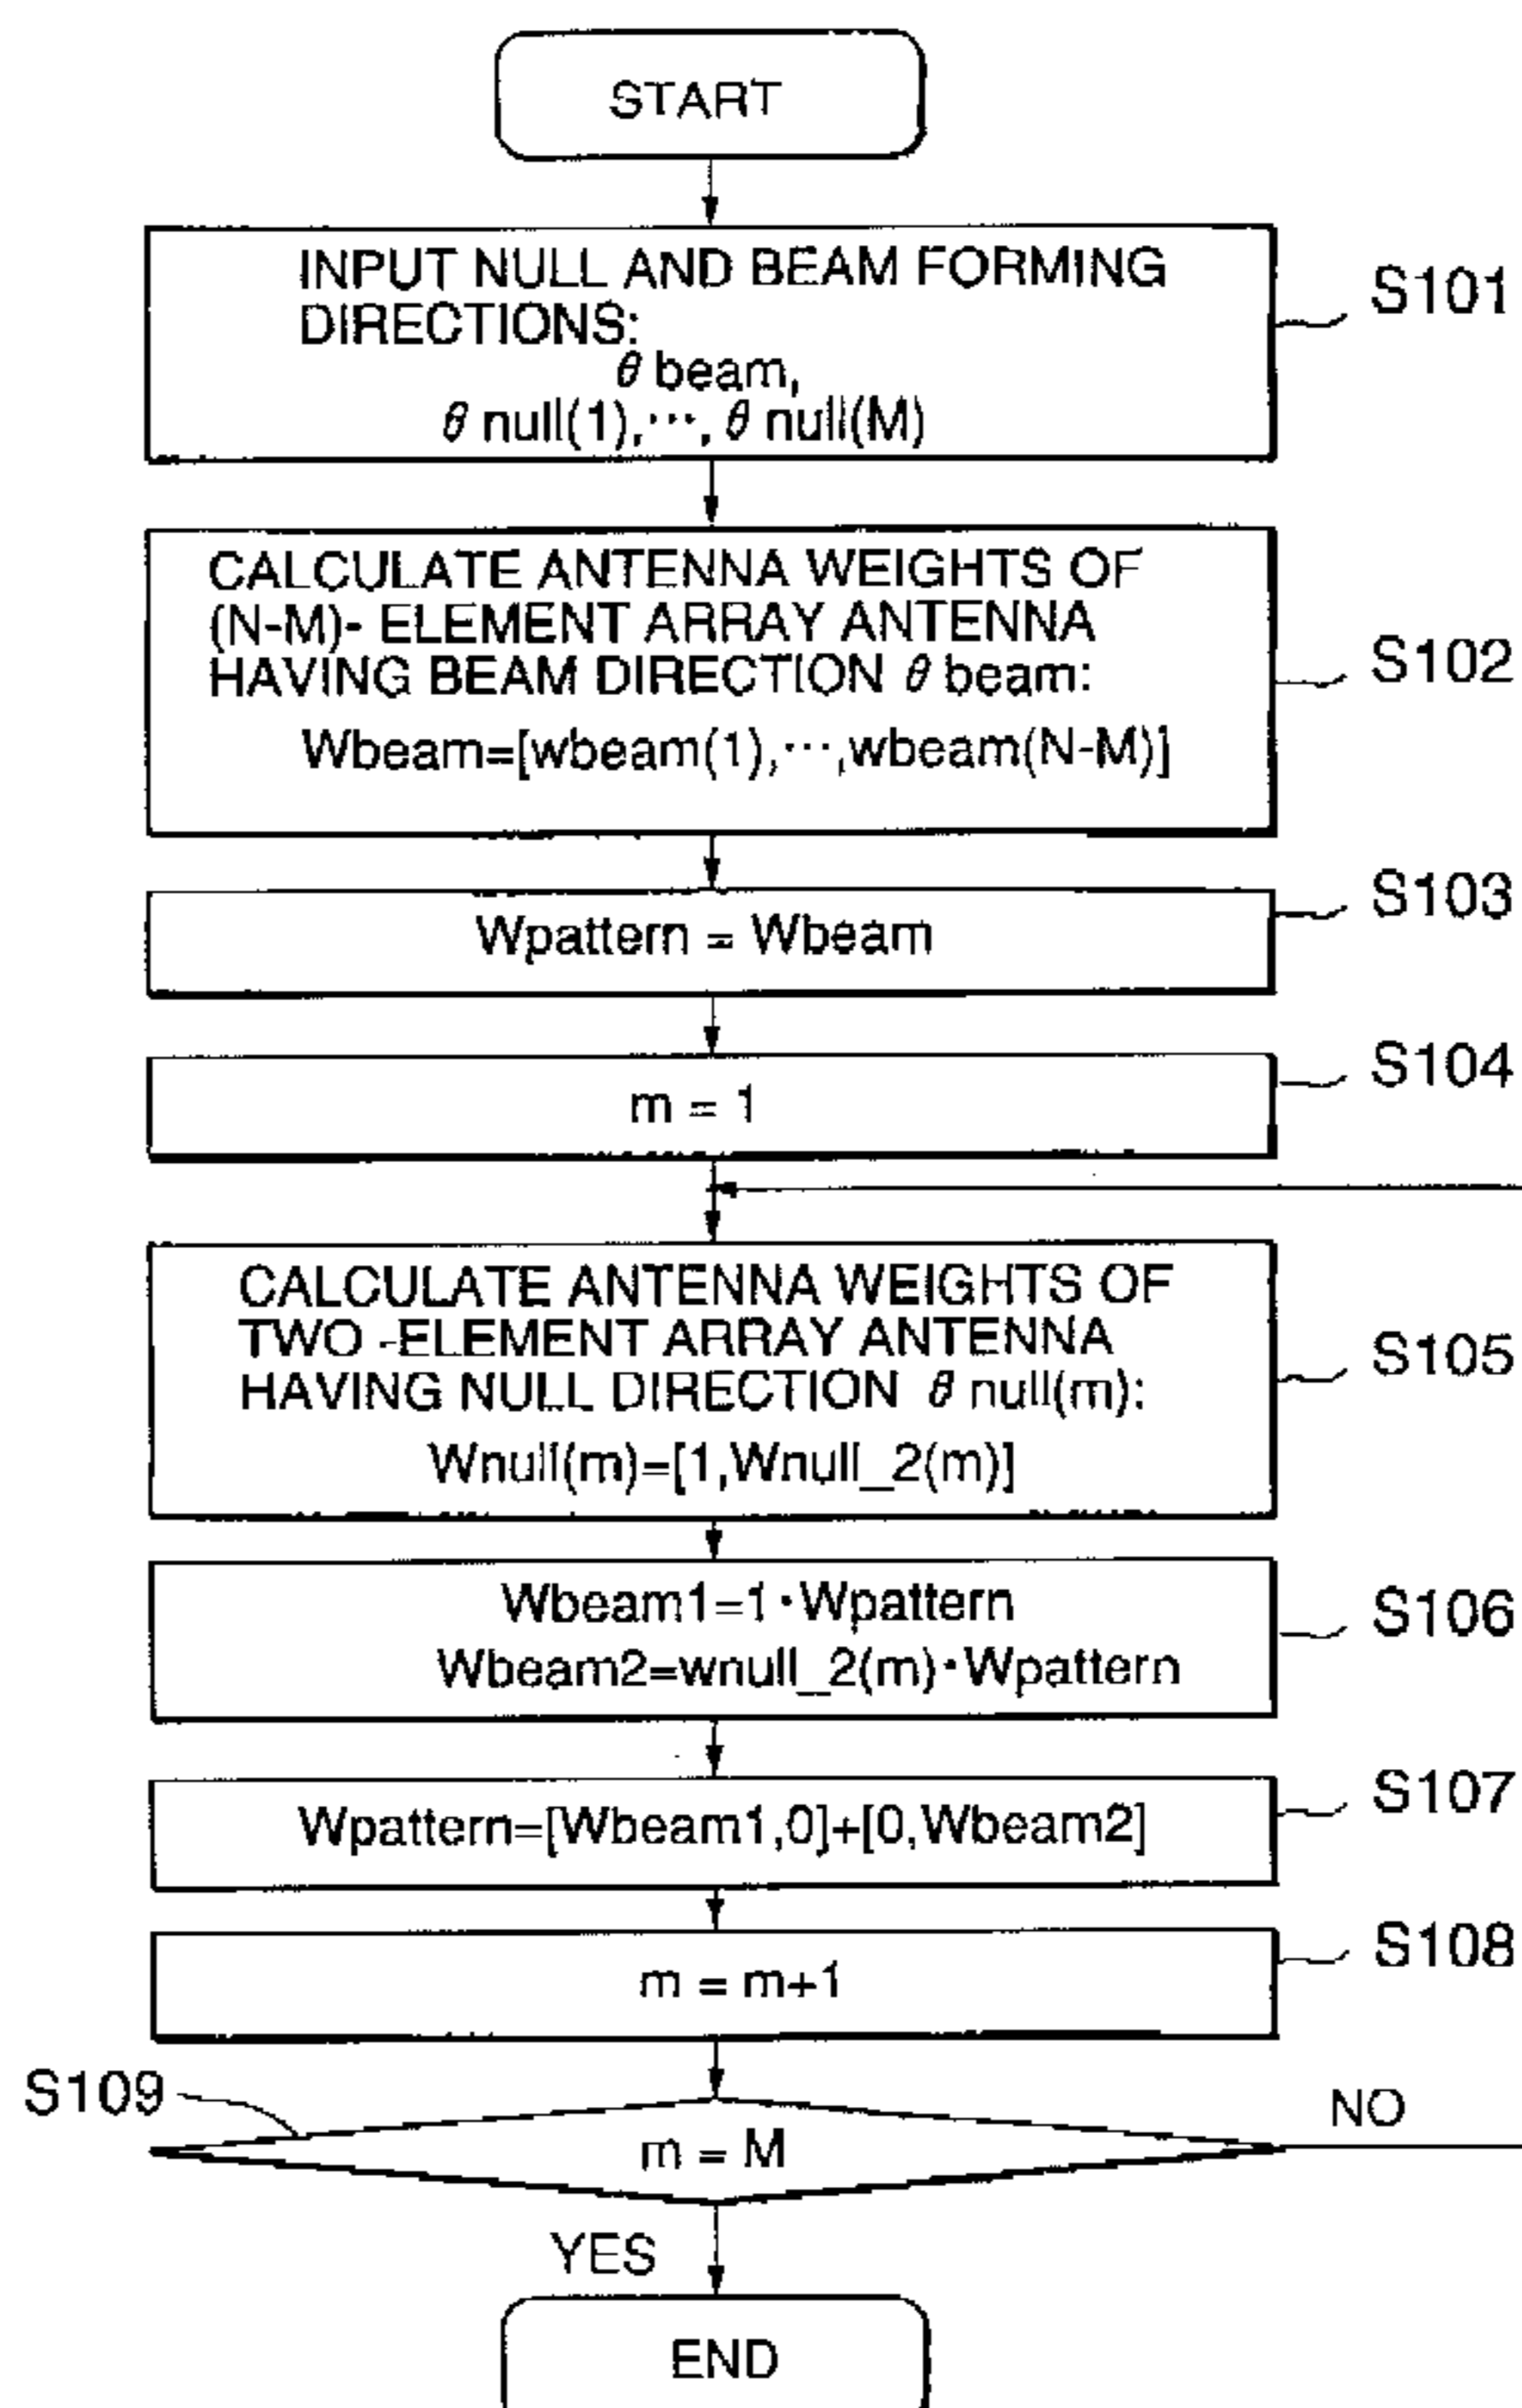 START
INPUT NULL AND BEAM FORMING
DIRECTIONS:
θ beam,
θ null(1),···, θ null(M)
S101
CALCULATE ANTENNA WEIGHTS OF
(N-M)- ELEMENT ARRAY ANTENNA
HAVING BEAM DIRECTION θ beam:
Wbeam=[wbeam(1),···,wbeam(N-M)]
S102
Wpattern = Wbeam
S103
m = 1
S104
CALCULATE ANTENNA WEIGHTS OF
TWO -ELEMENT ARRAY ANTENNA
HAVING NULL DIRECTION θ null(m):
Wnull(m)=[1,Wnull_2(m)]
S105
Wbeam1=1·Wpattern
Wbeam2=wnull_2(m)·Wpattern
S106
Wpattern=[Wbeam1,0]+[0,Wbeam2]
S107
m = m+1
S108
S109
m = M
NO
YES
END